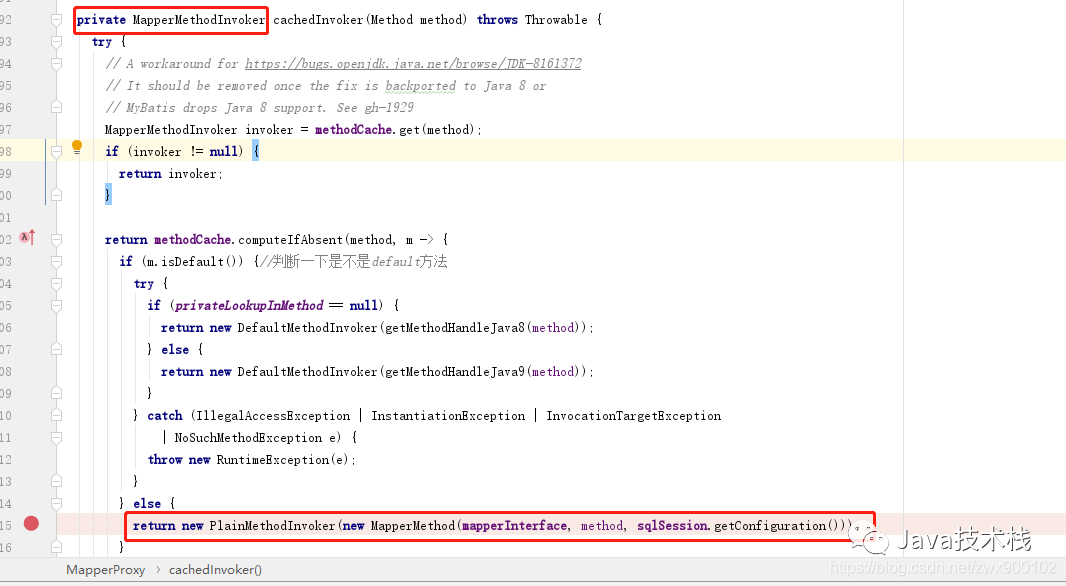 92 private MapperMethodInvoker cachedInvoker(Method method) throws Throwable {
93 try {
94 // A workaround for https://bugs.openjdk.java.net/browse/JDK-8161372
95 // It should be removed once the fix is backported to Java 8 or
96 // MyBatis drops Java 8 support. See gh-1929
97 MapperMethodInvoker invoker = methodCache.get(method);
98 if (invoker != null) {
99 return invoker;
00 }
01
02 return methodCache.computeIfAbsent(method, m -> {
03 if (m.isDefault()) {//判断一下是不是default方法
04 try {
05 if (privateLookupInMethod == null) {
06 return new DefaultMethodInvoker(getMethodHandleJava8(method));
07 } else {
08 return new DefaultMethodInvoker(getMethodHandleJava9(method));
09 }
10 } catch (IllegalAccessException | InstantiationException | InvocationTargetException
11 | NoSuchMethodException e) {
12 throw new RuntimeException(e);
13 }
14 } else {
15 return new PlainMethodInvoker(new MapperMethod(mapperInterface, method, sqlSession.getConfiguration()));
16 }
Java技术栈
https://blog.csdn.net/zwx900102
MapperProxy › cachedInvoker()